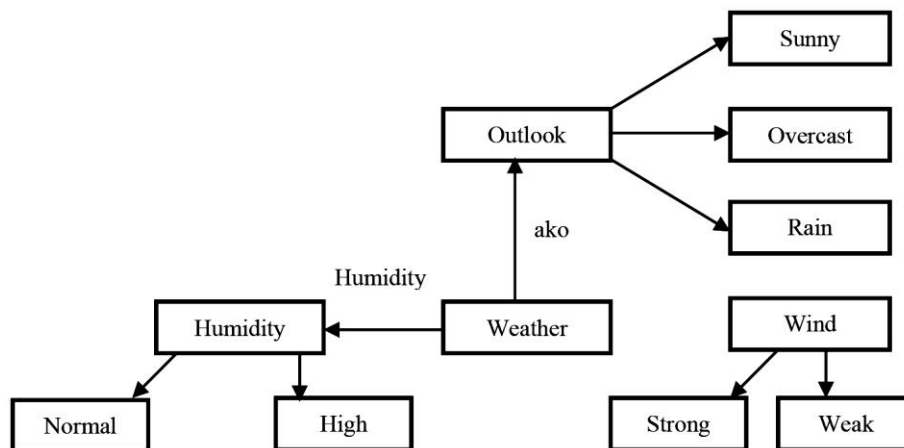 Sunny
Outlook
Overcast
Rain
ako
Humidity
Humidity
Weather
Wind
Normal
High
Strong
Weak